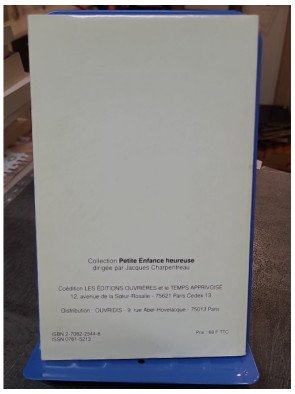 Collection Petite Enfance heureuse
dirigée par Jacques Charpentreau
Coédition LES ÉDITIONS OUVRIÈRES et le TEMPS APPRIVOISÉ
12, avenue de la Sœur-Rosalie - 75621 Paris Cedex 13
Distribution : OUVRIDIS - 9, rue Abel-Hovelacque - 75013 Paris
ISBN 2-7082-2544-8
Prix : 68 F TTC
ISSN 0761-5213